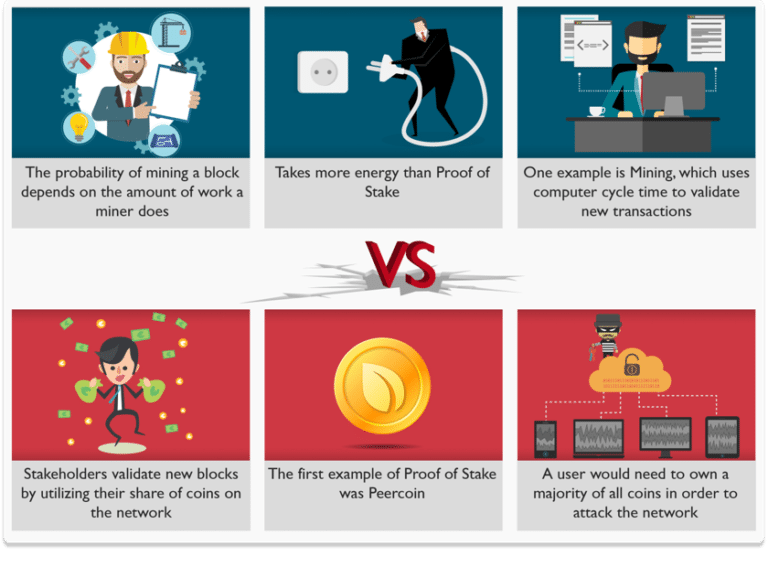 The probability of mining a block
depends on the amount of work a
miner does
Takes more energy than Proof of
Stake
One example is Mining, which uses
computer cycle time to validate
new transactions
VS
Stakeholders validate new blocks
by utilizing their share of coins on
the network
The first example of Proof of Stake
was Peercoin
A user would need to own a
majority of all coins in order to
attack the network